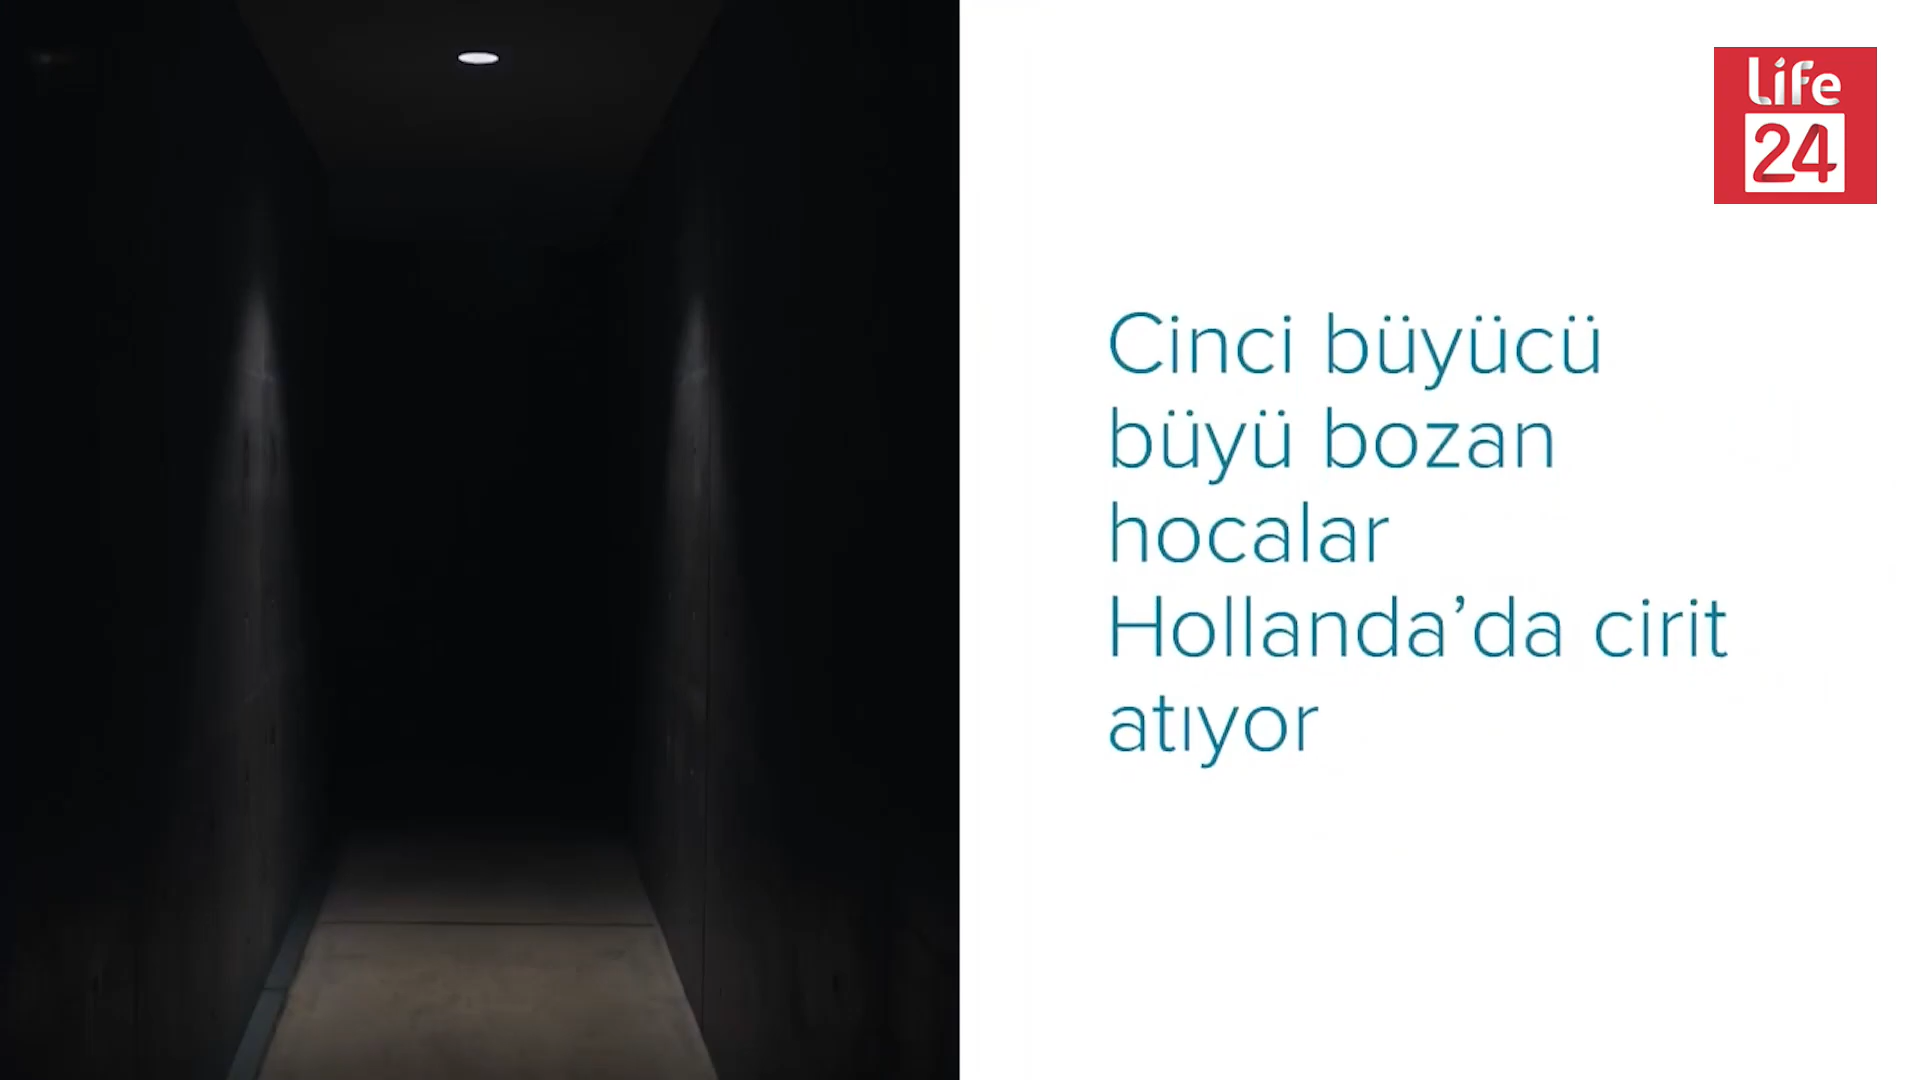 Life
24
Cinci büyücü
büyü bozan
hocalar
Hollanda’da cirit
atıyor